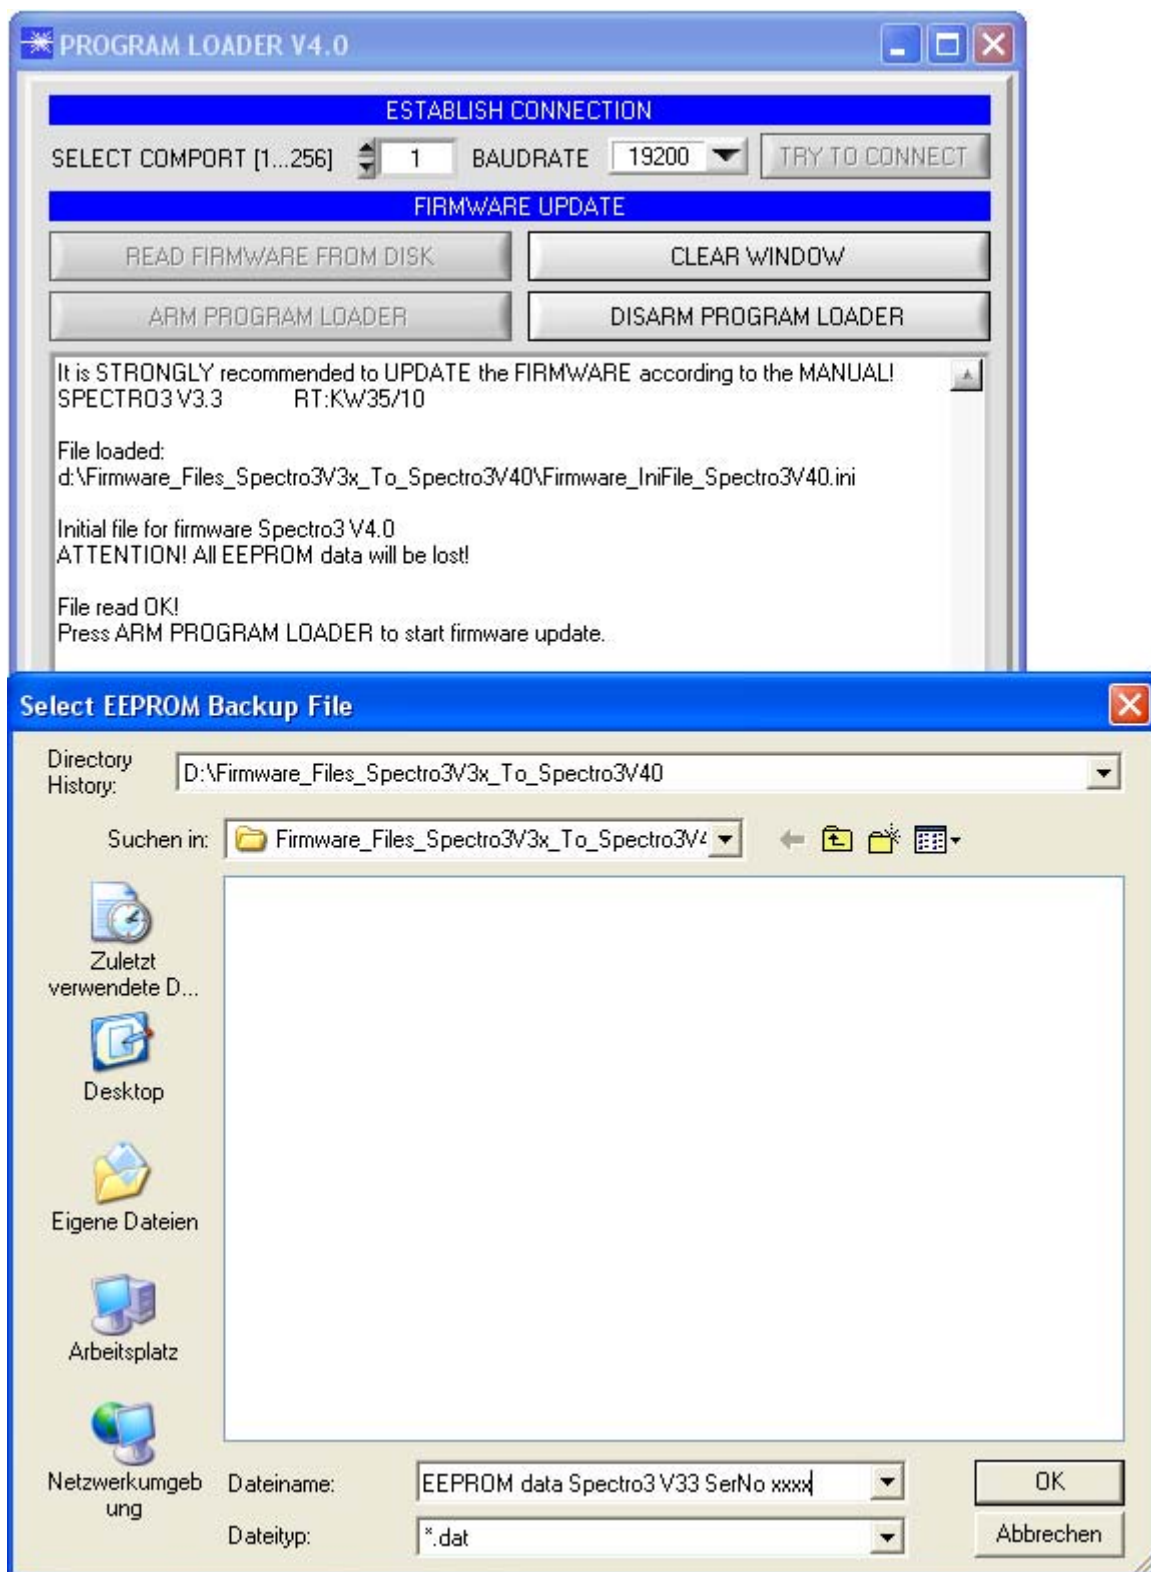 PROGRAM LOADER V4.0
ESTABLISH CONNECTION
SELECT COMPORT [1...256] 1 BAUDRATE 19200 TRY TO CONNECT
FIRMWARE UPDATE
READ FIRMWARE FROM DISK CLEAR WINDOW
ARM PROGRAM LOADER DISARM PROGRAM LOADER
It is STRONGLY recommended to UPDATE the FIRMWARE according to the MANUAL!
SPECTRO3 V3.3 RT:KW35/10
File loaded:
d:\Firmware_Files_Spectro3V3x_To_Spectro3V40\Firmware_IniFile_Spectro3V40.ini
Initial file for firmware Spectro3 V4.0
ATTENTION! All EEPROM data will be lost!
File read OK!
Press ARM PROGRAM LOADER to start firmware update.
Select EEPROM Backup File
Directory
History: D:\Firmware_Files_Spectro3V3x_To_Spectro3V40
Suchen in: Firmware_Files_Spectro3V3x_To_Spectro3V4
Zuletzt
verwendete D...
Desktop
Eigene Dateien
Arbeitsplatz
Netzwerkumgeb
ung
Dateiname: EEPROM data Spectro3 V33 SerNo xxxx OK
Dateityp: *.dat Abbrechen